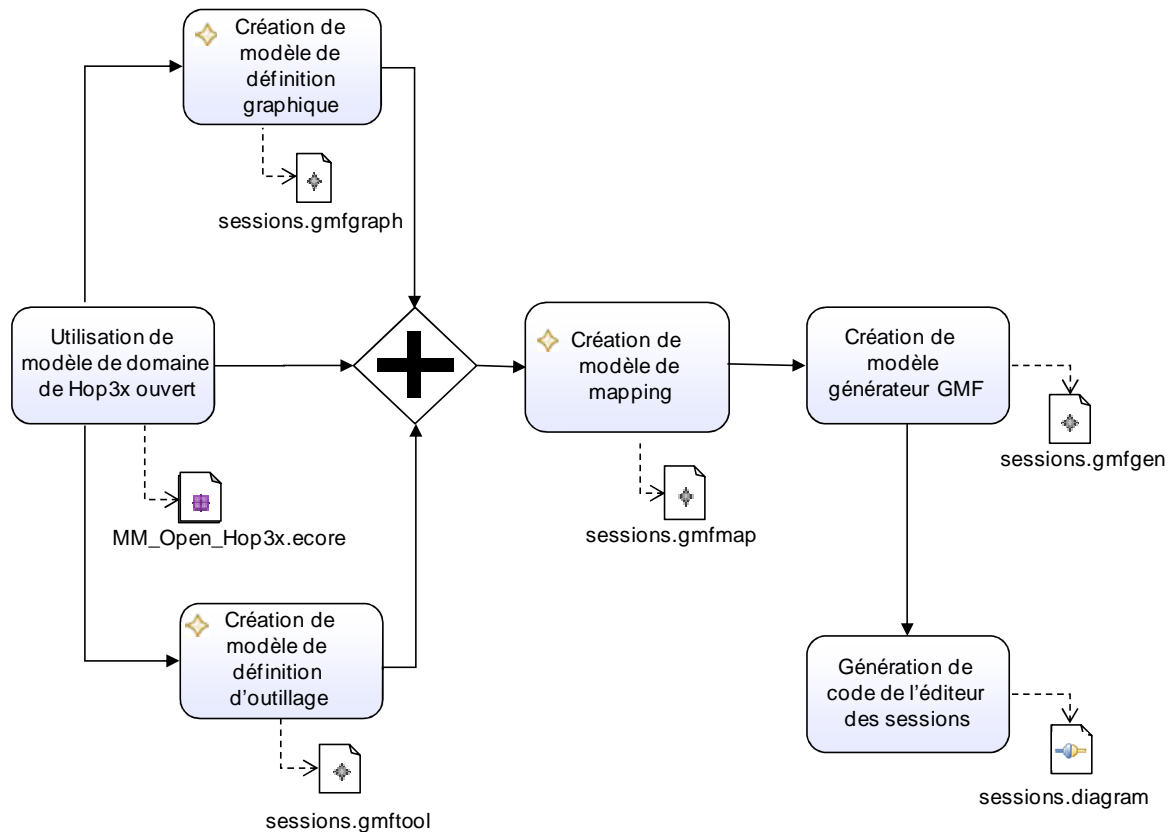 Création de
modèle de
définition
graphique
sessions.gmfgraph
Utilisation de
modèle de domaine
de Hop3x ouvert
MM_Open_Hop3x.ecore
Création de
modèle de
définition
d'outillage
sessions.gmftool
Création de
modèle de
mapping
sessions.gmfmap
Création de
modèle
générateur GMF
sessions.gmfgen
Génération de
code de l'éditeur
des sessions
sessions.diagram